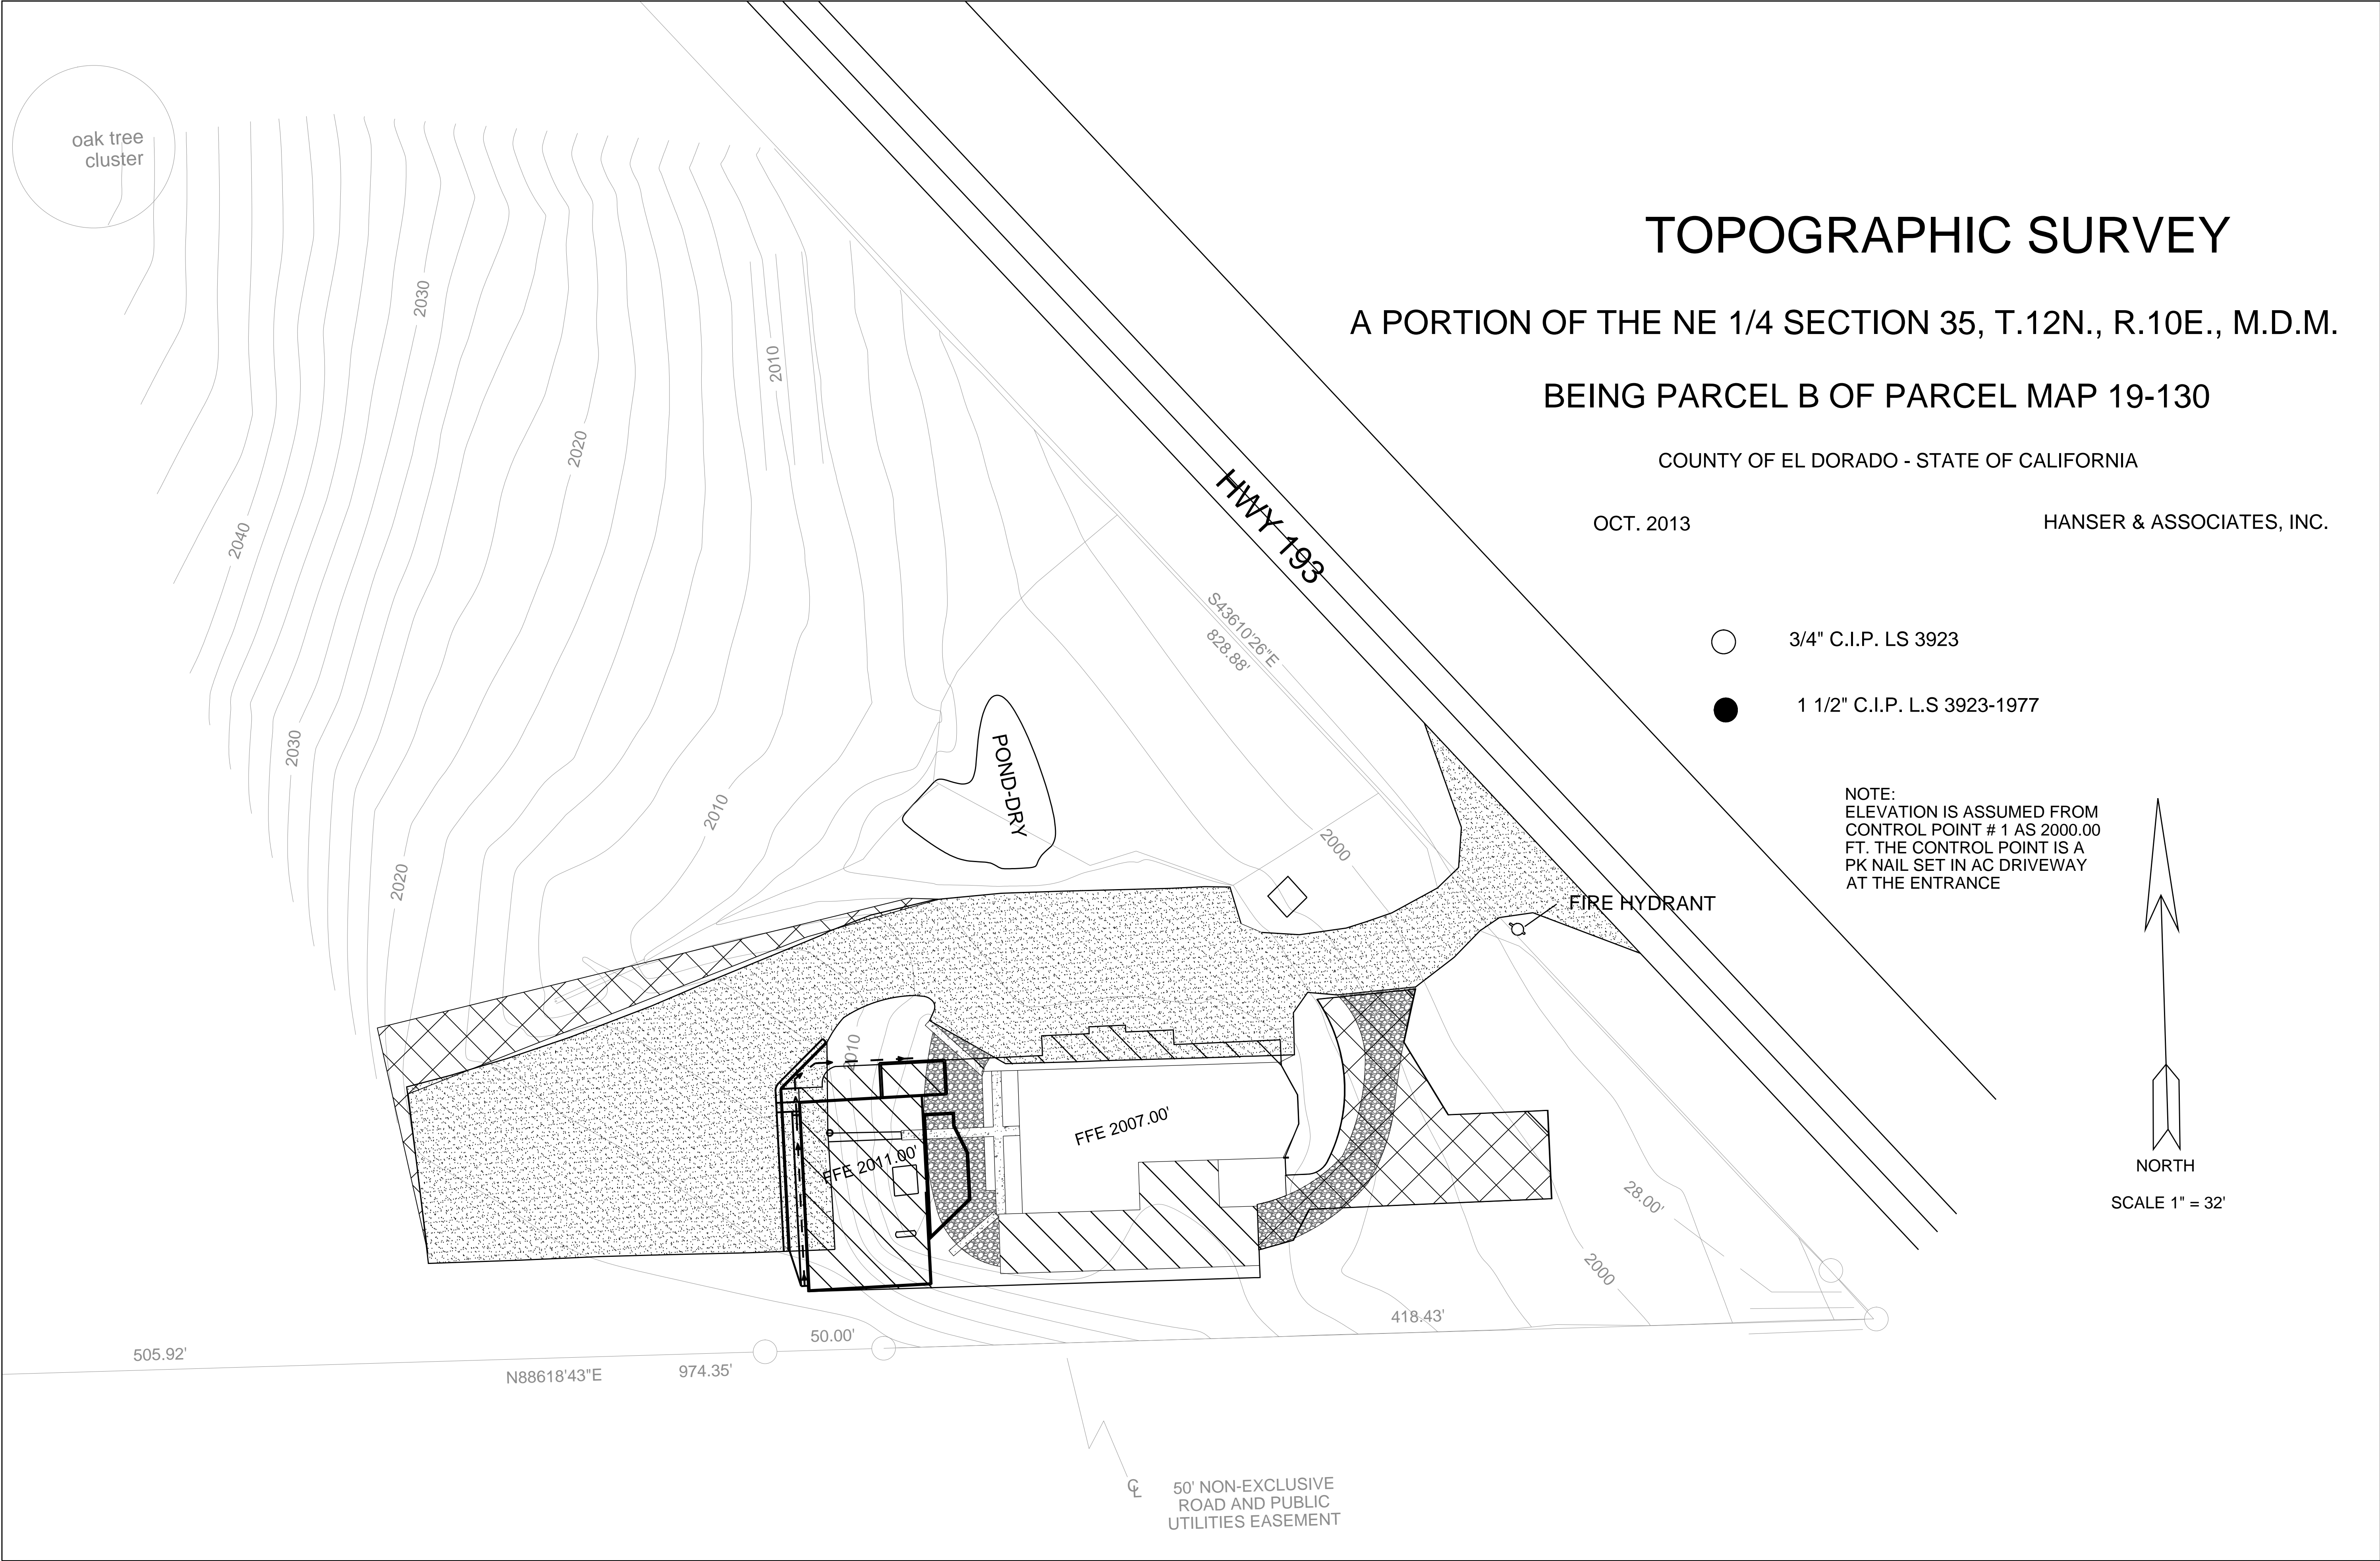 oak tree
cluster
TOPOGRAPHIC SURVEY
A PORTION OF THE NE 1/4 SECTION 35, T.12N., R.10E., M.D.M.
BEING PARCEL B OF PARCEL MAP 19-130
COUNTY OF EL DORADO - STATE OF CALIFORNIA
OCT. 2013
HANSER & ASSOCIATES, INC.
3/4" C.I.P. LS 3923
1 1/2" C.I.P. L.S 3923-1977
NOTE:
ELEVATION IS ASSUMED FROM
CONTROL POINT # 1 AS 2000.00
FT. THE CONTROL POINT IS A
PK NAIL SET IN AC DRIVEWAY
AT THE ENTRANCE
NORTH
SCALE 1" = 32'
HWY 193
S43610'26"E
828.88'
2030
2010
2020
2040
2030
2010
2020
POND-DRY
2000
FIRE HYDRANT
2010
FFE 2007.00'
FFE 2011.00'
28.00'
2000
418.43'
50.00'
505.92'
N88618'43"E
974.35'
CL
50' NON-EXCLUSIVE
ROAD AND PUBLIC
UTILITIES EASEMENT